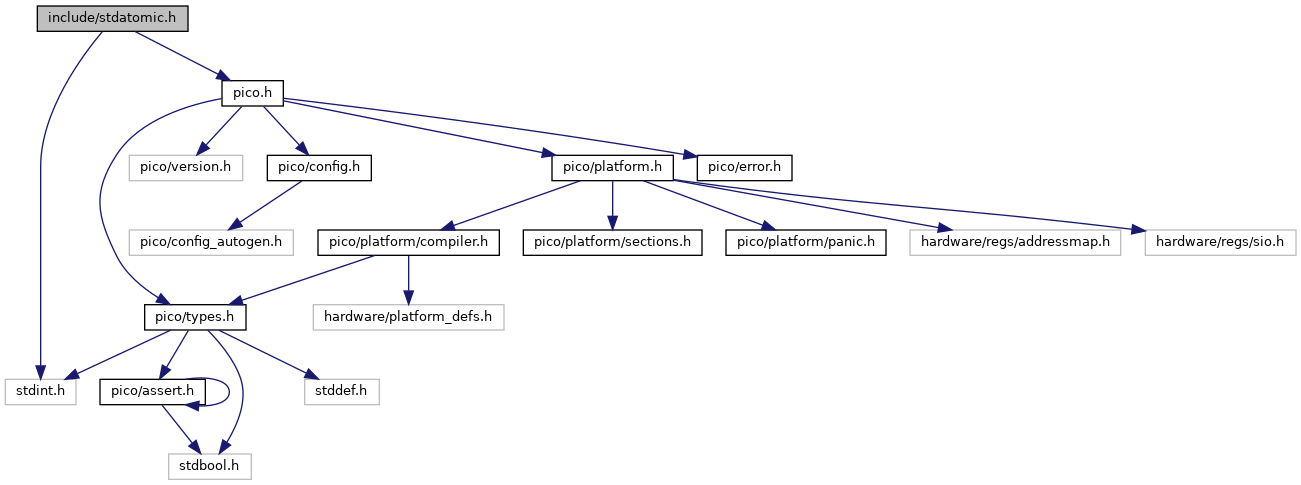 include/stdatomic.h
pico.h
pico/version.h
pico/config.h
pico/platform.h
pico/error.h
pico/config_autogen.h
pico/platform/compiler.h
pico/platform/sections.h
pico/platform/panic.h
hardware/regs/addressmap.h
hardware/regs/sio.h
pico/types.h
hardware/platform_defs.h
stdint.h
pico/assert.h
stddef.h
stdbool.h